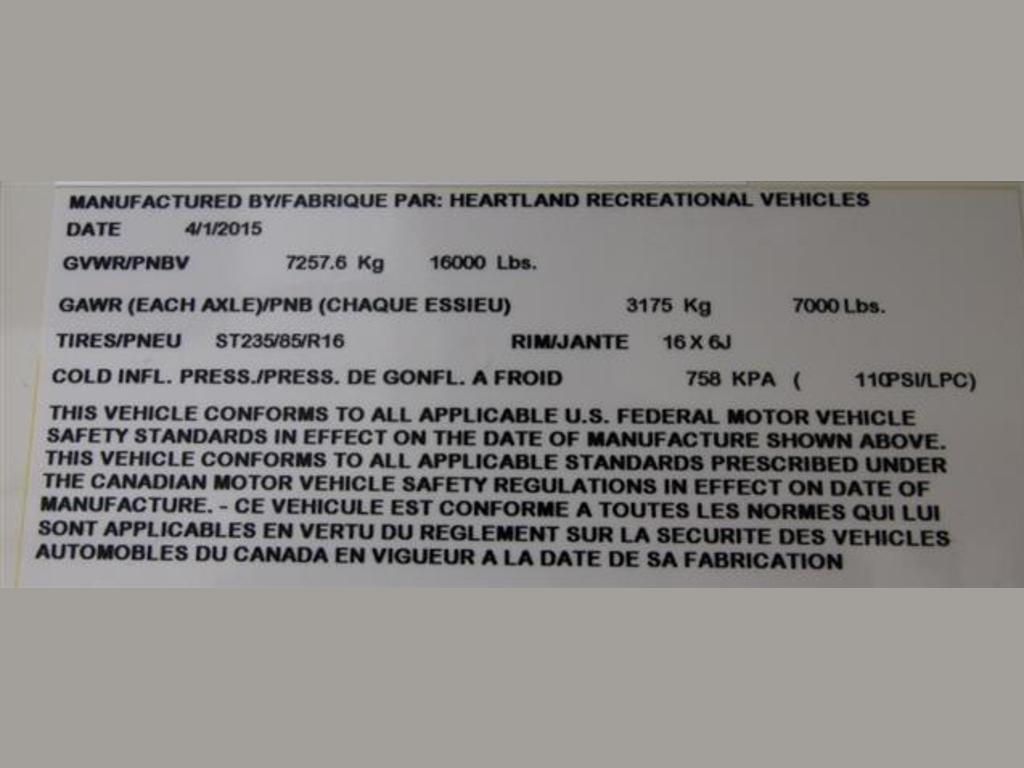 MANUFACTURED BY/FABRIQUE PAR: HEARTLAND RECREATIONAL VEHICLES
DATE 4/1/2015
GVWR/PNBV 7257.6 Kg 16000 Lbs.
GAWR (EACH AXLE)/PNB (CHAQUE ESSIEU) 3175 Kg 7000 Lbs.
TIRES/PNEU ST235/85/R16 RIM/JANTE 16 X 6J
COLD INFL. PRESS./PRESS. DE GONFL. A FROID 758 KPA ( 110PSI/LPC)
THIS VEHICLE CONFORMS TO ALL APPLICABLE U.S. FEDERAL MOTOR VEHICLE
SAFETY STANDARDS IN EFFECT ON THE DATE OF MANUFACTURE SHOWN ABOVE.
THIS VEHICLE CONFORMS TO ALL APPLICABLE STANDARDS PRESCRIBED UNDER
THE CANADIAN MOTOR VEHICLE SAFETY REGULATIONS IN EFFECT ON DATE OF
MANUFACTURE. - CE VEHICULE EST CONFORME A TOUTES LES NORMES QUI LUI
SONT APPLICABLES EN VERTU DU REGLEMENT SUR LA SECURITE DES VEHICLES
AUTOMOBLES DU CANADA EN VIGUEUR A LA DATE DE SA FABRICATION